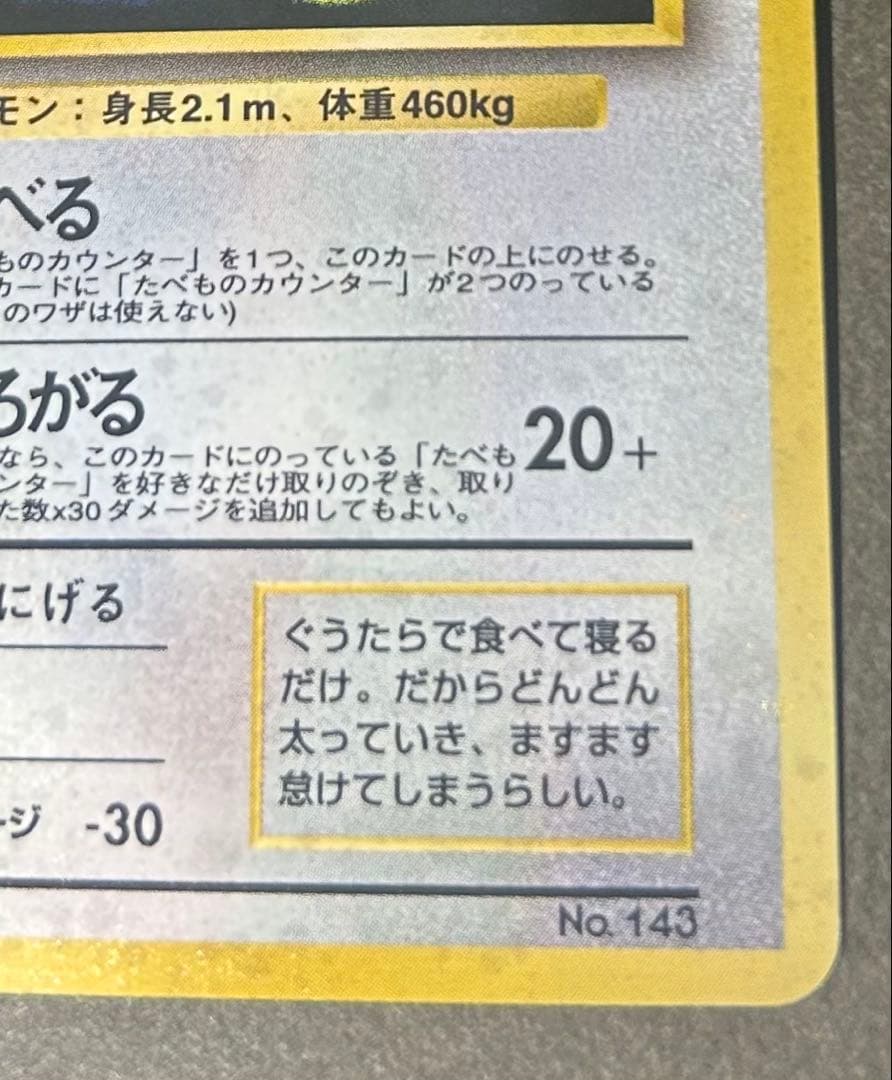 モン：身長2.1m、体重460kg
べる
ものカウンター」を1つ、このカードの上にのせる。
カードに「たべものカウンター」が2つのっている
のワザは使えない)
ろがる
20+
なら、このカードにのっている「たべも
ンター」を好きなだけ取りのぞき、取り
た数x30ダメージを追加してもよい。
にげる
ぐうたらで食べて寝る
だけ。だからどんどん
太っていき、ますます
怠けてしまうらしい。
ージ -30
No. 143